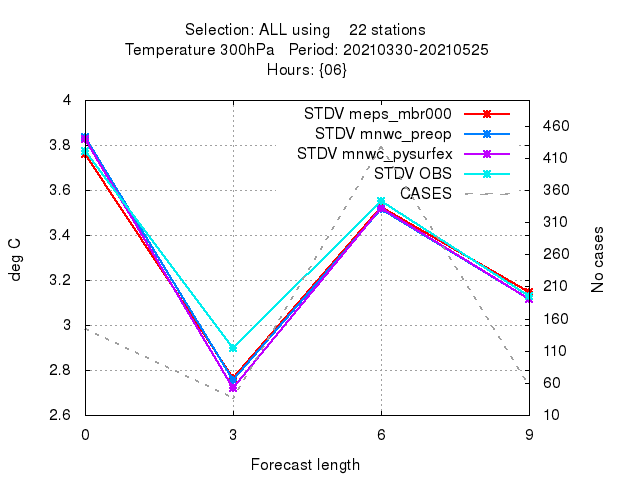 Selection: ALL using 22 stations
Temperature 300hPa Period: 20210330-20210525
Hours: {06}
STDV meps_mbr000
STDV mnwc_preop
STDV mnwc_pysurfex
STDV OBS
CASES
deg C
4
3.8
3.6
3.4
3.2
3
2.8
2.6
460
410
360
310
260
210
160
110
60
10
No cases
0 3 6 9
Forecast length